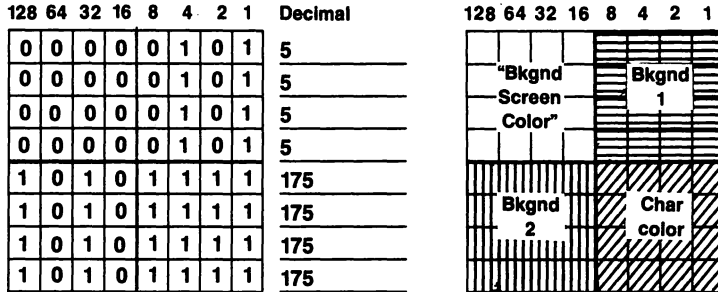 128 64 32 16 8 4 2 1 Decimal
0 0 0 0 0 1 0 1 5
0 0 0 0 0 1 0 1 5
0 0 0 0 0 1 0 1 5
0 0 0 0 0 1 0 1 5
1 0 1 0 1 1 1 1 175
1 0 1 0 1 1 1 1 175
1 0 1 0 1 1 1 1 175
1 0 1 0 1 1 1 1 175
128 64 32 16 8 4 2 1
"Bkgnd
Screen
Color"
Bkgnd
1
Bkgnd
2
Char
color